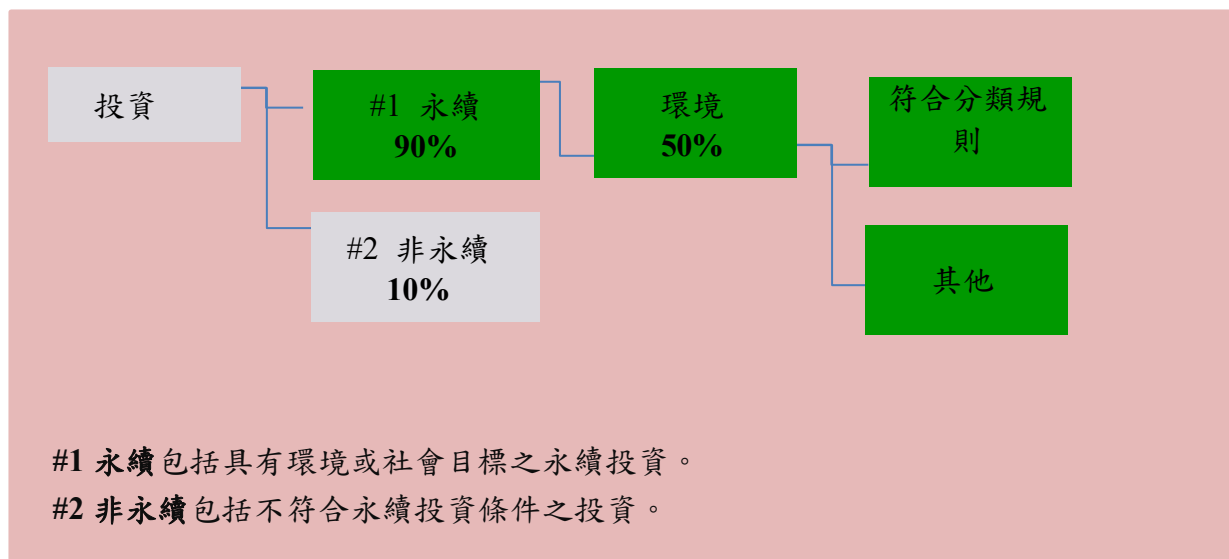 投資
#1 永續
90%
環境
50%
符合分類規
則
#2 非永續
10%
其他
#1 永續包括具有環境或社會目標之永續投資。
#2 非永續包括不符合永續投資條件之投資。